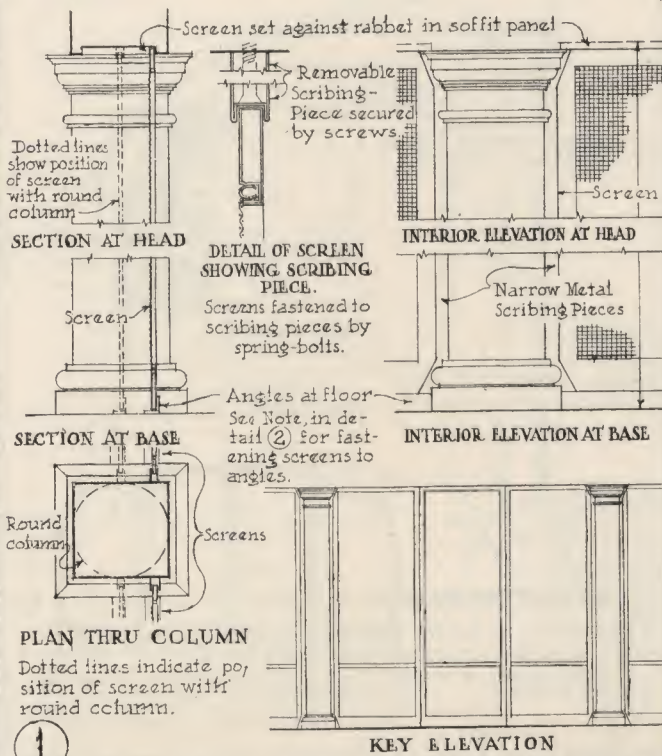 Screen set against rabbet in soffit panel
Removable
Scribing-
Piece secured
by screws.
Dotted lines
show position
of screen
with round
column
Screen
SECTION AT HEAD
DETAIL OF SCREEN
SHOWING SCRIBING
PIECE.
Screens fastened to
scribing pieces by
spring-bolts.
INTERIOR ELEVATION AT HEAD
Screen
Narrow Metal
Scribing Pieces
Angles at floor
See Note, in de-
tail 2 for fast-
ening screens to
angles.
SECTION AT BASE
INTERIOR ELEVATION AT BASE
Round
column
Screens
PLAN THRU COLUMN
Dotted lines indicate po-
sition of screen with
round column.
1
KEY ELEVATION